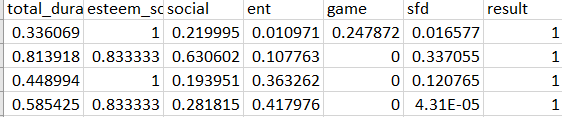 total_dura esteem_sc social ent game sfd result
0.336069 1 0.219995 0.010971 0.247872 0.016577 1
0.813918 0.833333 0.630602 0.107763 0 0.337055 1
0.448994 1 0.193951 0.363262 0 0.120765 1
0.585425 0.833333 0.281815 0.417976 0 4.31E-05 1